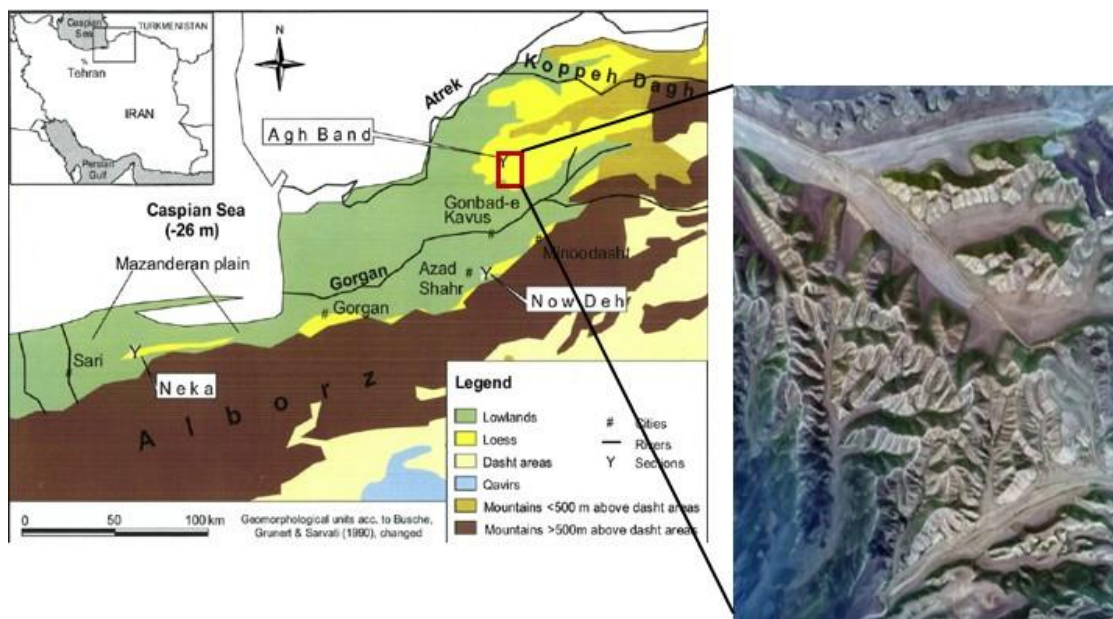 Caspian
Sea
TURKMENISTAN
Tehran
IRAN
Persian
Gulf
N
Koppeh Dagh
Atrek
Agh Band
Y
Caspian Sea
(-26 m)
Gonbad-e
Kavus
#
Mazanderan plain
Minoodasht
#
Gorgan
Azad
Shahr
#
Y
Now Deh
#
Gorgan
Sari
Y
Neka
Alborz
Legend
Lowlands
Loess
Dasht areas
Qavirs
Mountains <500 m above dasht areas
Mountains >500m above dasht areas
# Cities
Rivers
Y Sections
0 50 100 km
Geomorphological units acc. to Busche,
Grunert & Sarvati (1990), changed